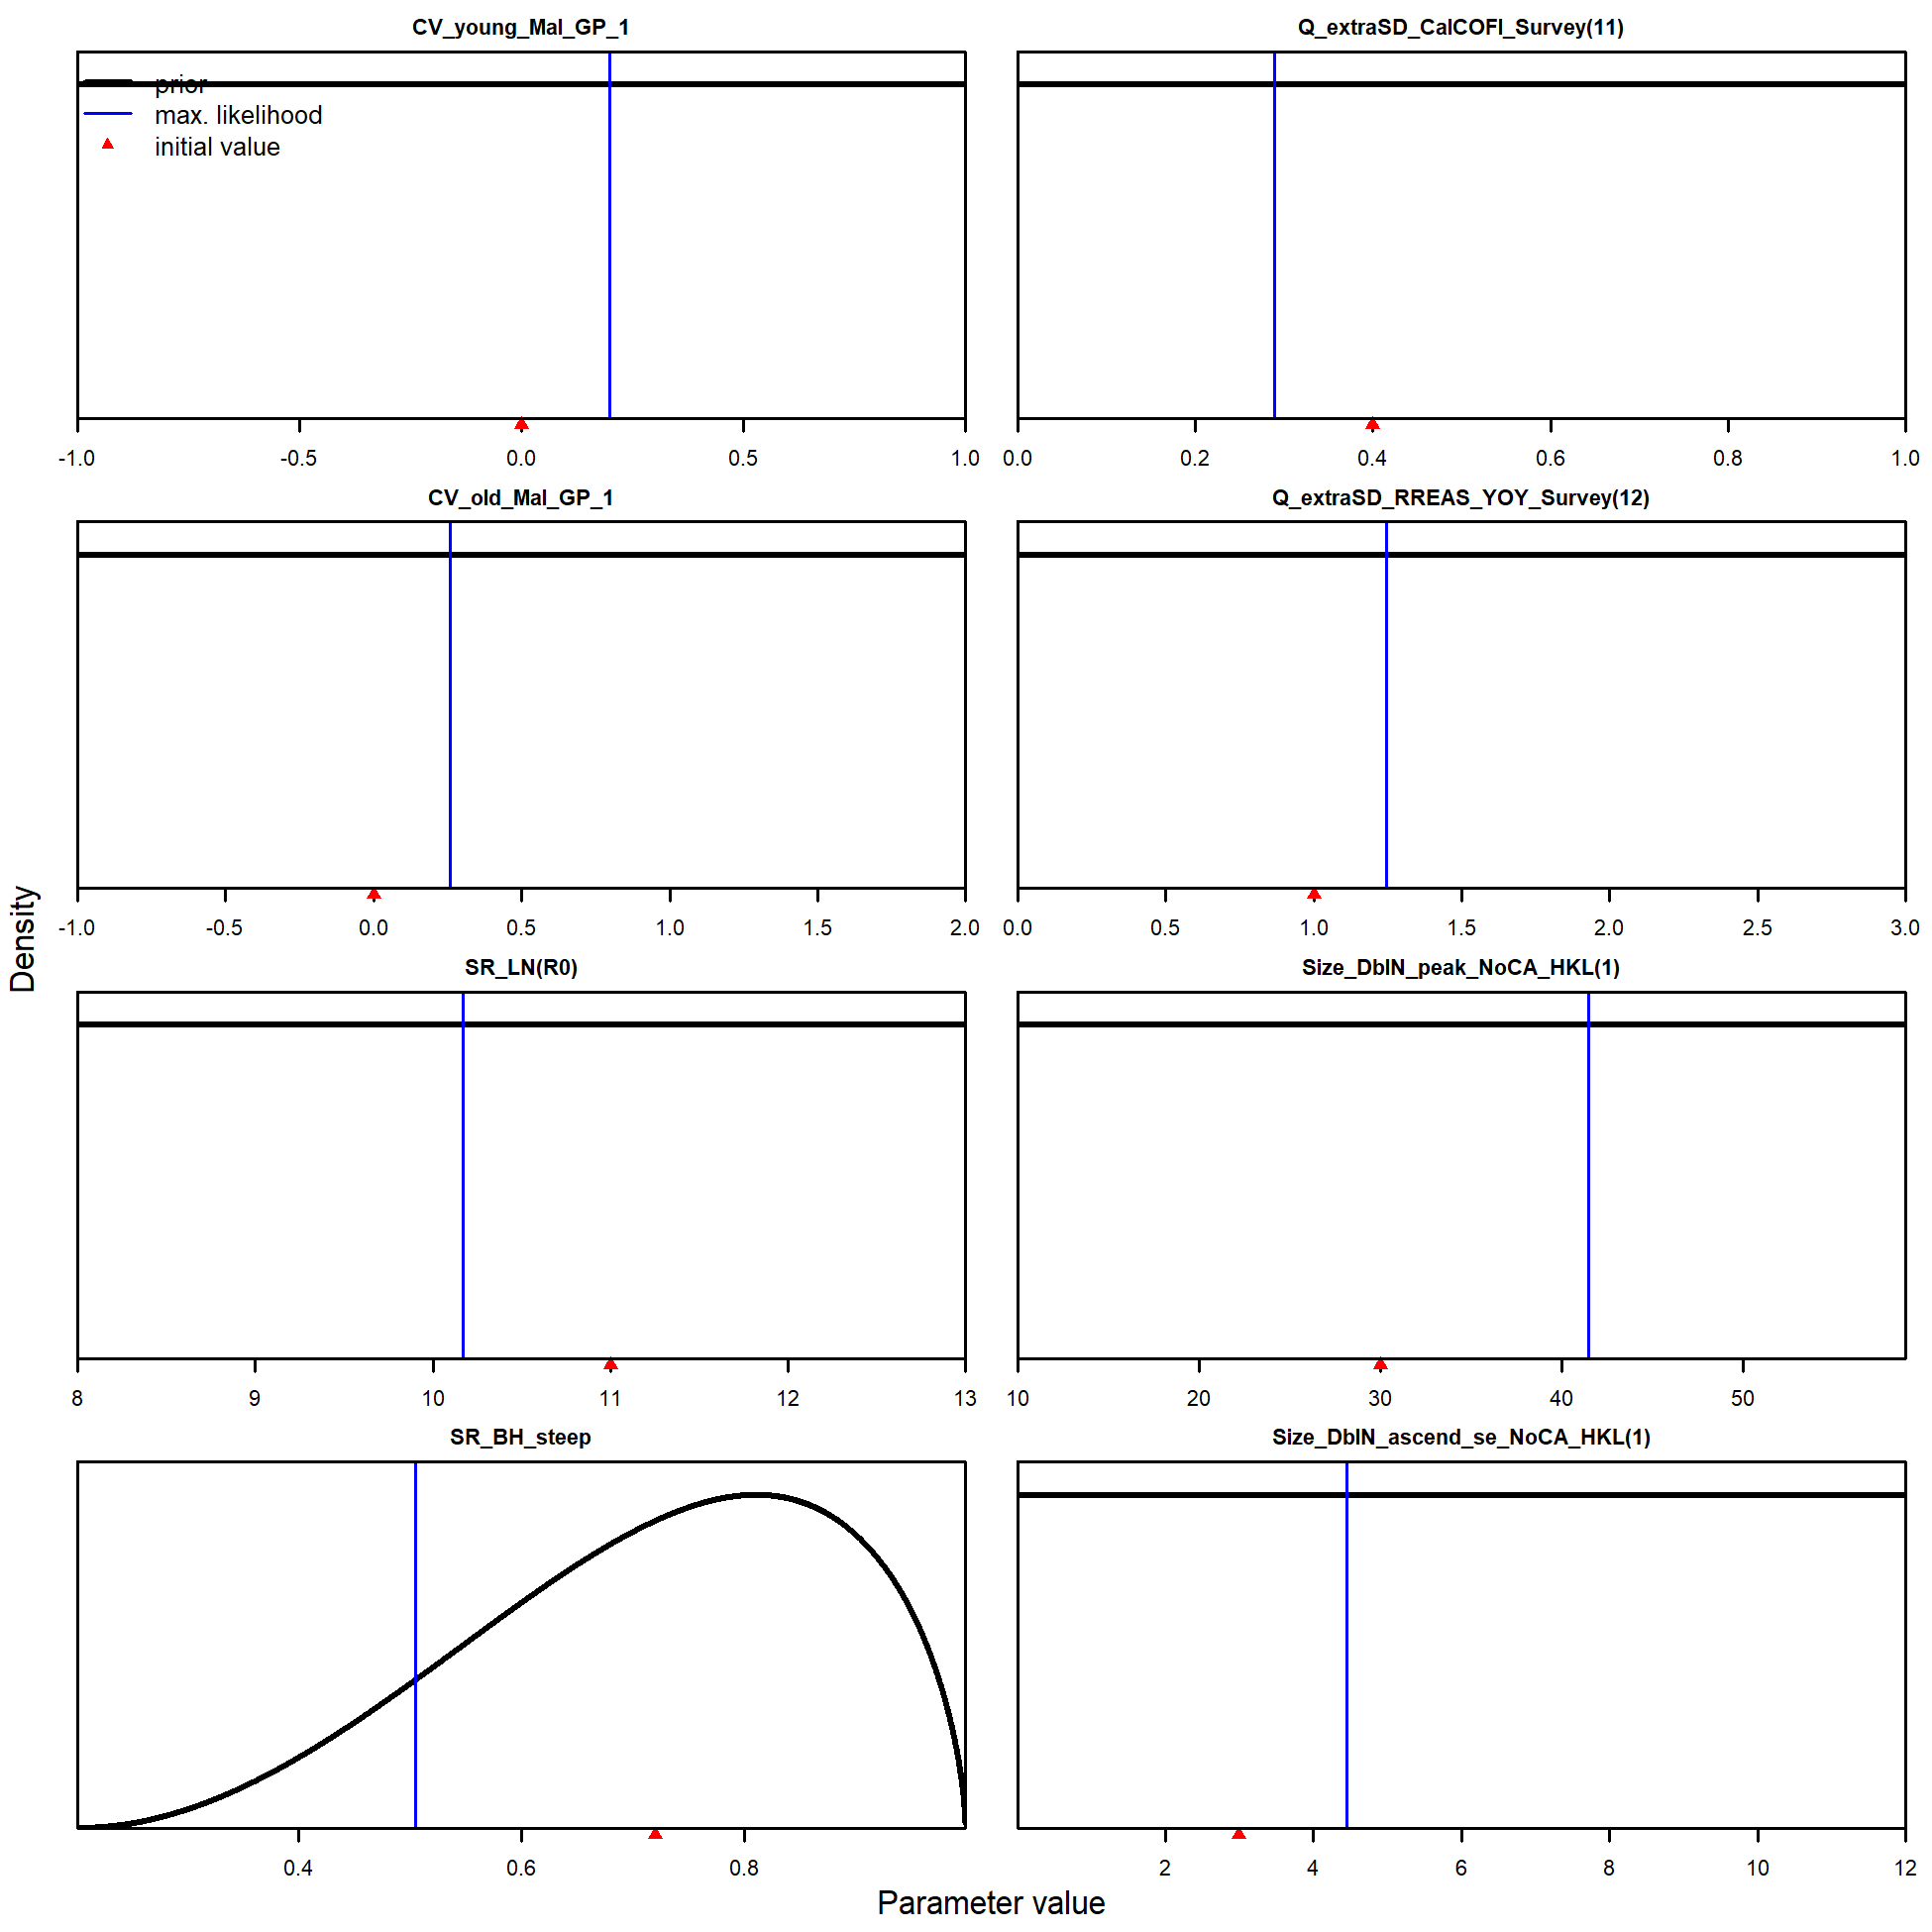 CV_young_Mal_GP_1
prior
max. likelihood
initial value
-1.0 -0.5 0.0 0.5 1.0
Q_extraSD_CalCOFI_Survey(11)
0.0 0.2 0.4 0.6 0.8 1.0
CV_old_Mal_GP_1
-1.0 -0.5 0.0 0.5 1.0 1.5 2.0
Q_extraSD_RREAS_YOY_Survey(12)
0.0 0.5 1.0 1.5 2.0 2.5 3.0
Density
SR_LN(R0)
8 9 10 11 12 13
Size_DblN_peak_NoCA_HKL(1)
10 20 30 40 50
SR_BH_steep
0.4 0.6 0.8
Size_DblN_ascend_se_NoCA_HKL(1)
2 4 6 8 10 12
Parameter value